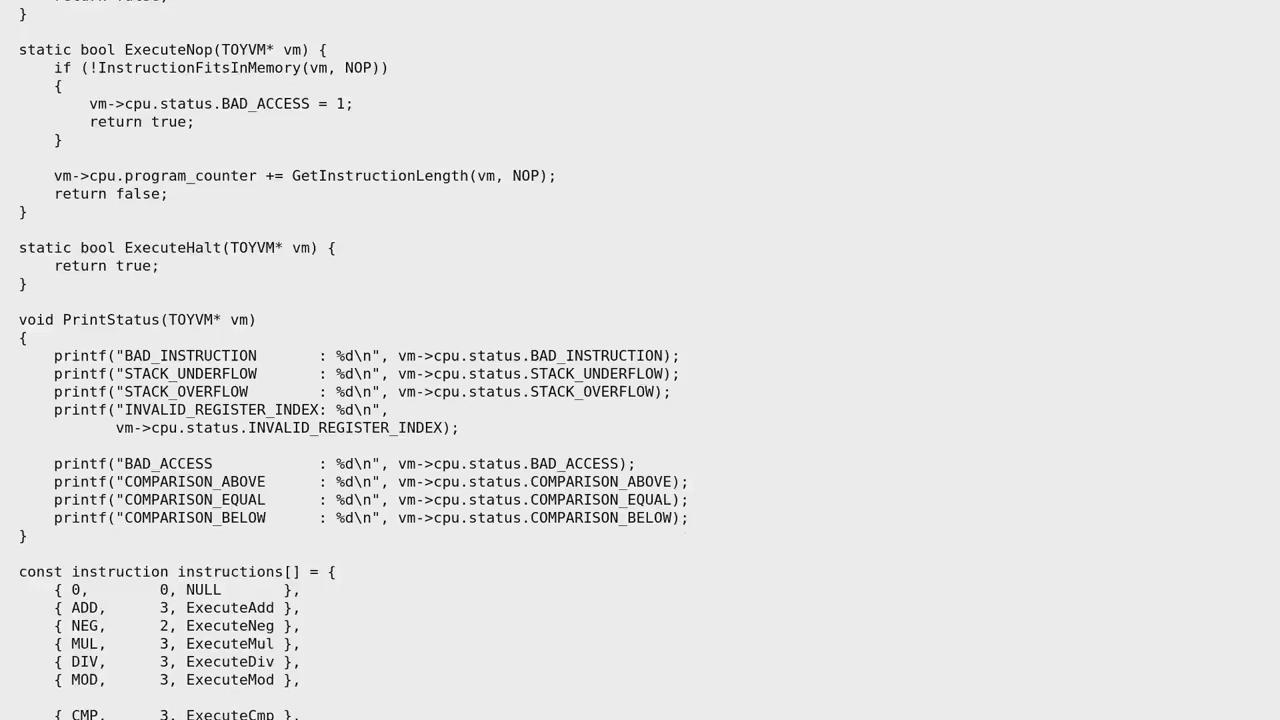 }
static bool ExecuteNop(TOYVM* vm) {
    if (!InstructionFitsInMemory(vm, NOP))
    {
        vm->cpu.status.BAD_ACCESS = 1;
        return true;
    }
    vm->cpu.program_counter += GetInstructionLength(vm, NOP);
    return false;
}
static bool ExecuteHalt(TOYVM* vm) {
    return true;
}
void PrintStatus(TOYVM* vm)
{
    printf("BAD_INSTRUCTION       : %d\n", vm->cpu.status.BAD_INSTRUCTION);
    printf("STACK_UNDERFLOW       : %d\n", vm->cpu.status.STACK_UNDERFLOW);
    printf("STACK_OVERFLOW        : %d\n", vm->cpu.status.STACK_OVERFLOW);
    printf("INVALID_REGISTER_INDEX: %d\n",
           vm->cpu.status.INVALID_REGISTER_INDEX);
    printf("BAD_ACCESS            : %d\n", vm->cpu.status.BAD_ACCESS);
    printf("COMPARISON_ABOVE      : %d\n", vm->cpu.status.COMPARISON_ABOVE);
    printf("COMPARISON_EQUAL      : %d\n", vm->cpu.status.COMPARISON_EQUAL);
    printf("COMPARISON_BELOW      : %d\n", vm->cpu.status.COMPARISON_BELOW);
}
const instruction instructions[] = {
    { 0,        0, NULL       },
    { ADD,      3, ExecuteAdd },
    { NEG,      2, ExecuteNeg },
    { MUL,      3, ExecuteMul },
    { DIV,      3, ExecuteDiv },
    { MOD,      3, ExecuteMod },
    { CMP,      3, ExecuteCmp },